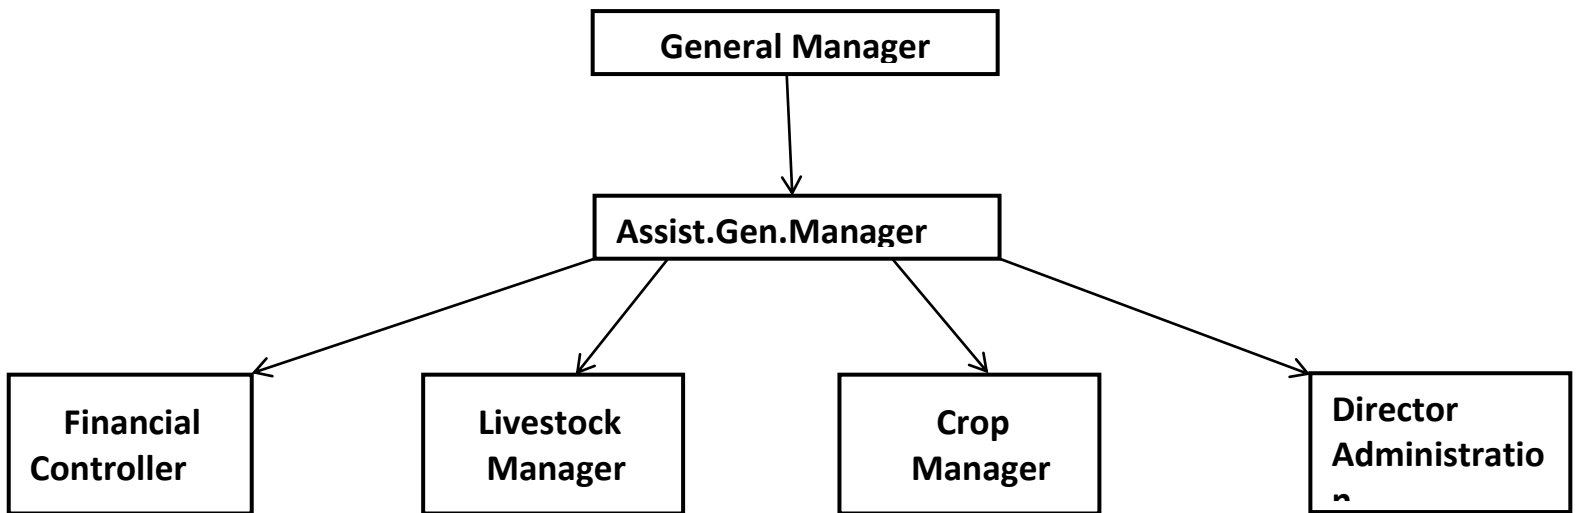 General Manager
Assist.Gen.Manager
Financial
Controller
Livestock
Manager
Crop
Manager
Director
Administratio
n